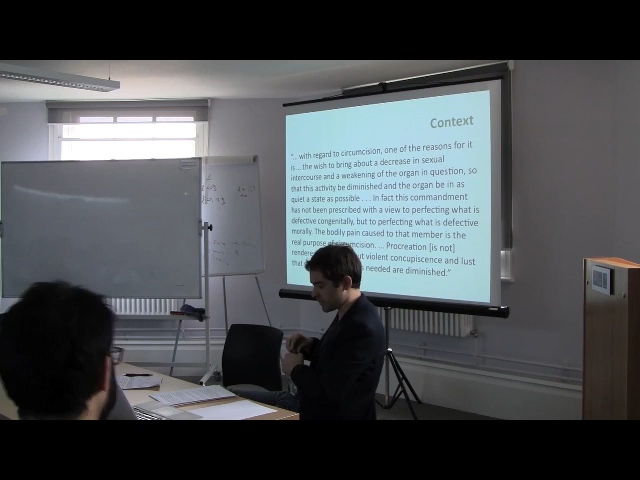 Context
"… with regard to circumcision, one of the reasons for it
is … the wish to bring about a decrease in sexual
intercourse and a weakening of the organ in question, so
that this activity be diminished and the organ be in as
quiet a state as possible . . . . In fact this commandment
has not been prescribed with a view to perfecting what is
defective congenitally, but to perfecting what is defective
morally. The bodily pain caused to that member is the
real purpose of circumcision. … Procreation [is not]
violent concupiscence and lust
needed are diminished."